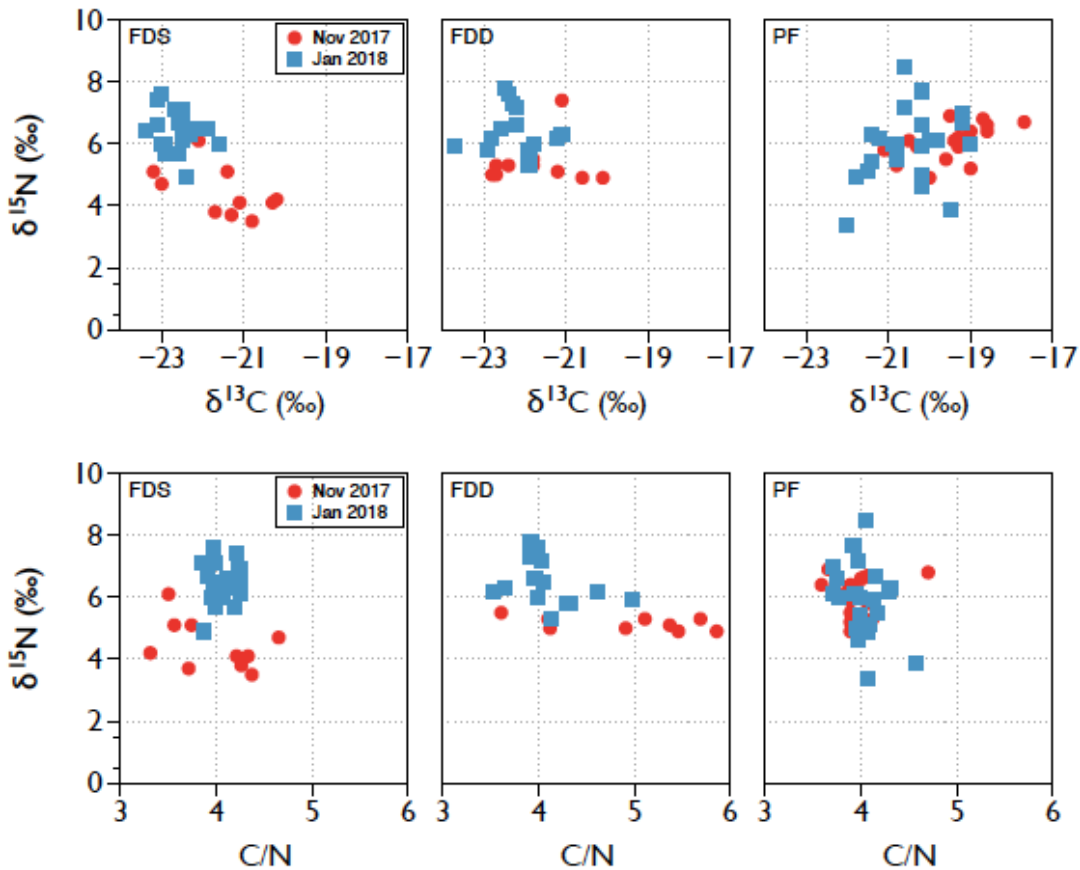 10
8
6
4
2
0
δ¹⁵N (‰)
FDS
Nov 2017
Jan 2018
−23 −21 −19 −17
δ¹³C (‰)
FDD
−23 −21 −19 −17
δ¹³C (‰)
PF
−23 −21 −19 −17
δ¹³C (‰)
10
8
6
4
2
0
δ¹⁵N (‰)
FDS
Nov 2017
Jan 2018
3 4 5 6
C/N
FDD
4 5 6
C/N
PF
3 4 5 6
C/N